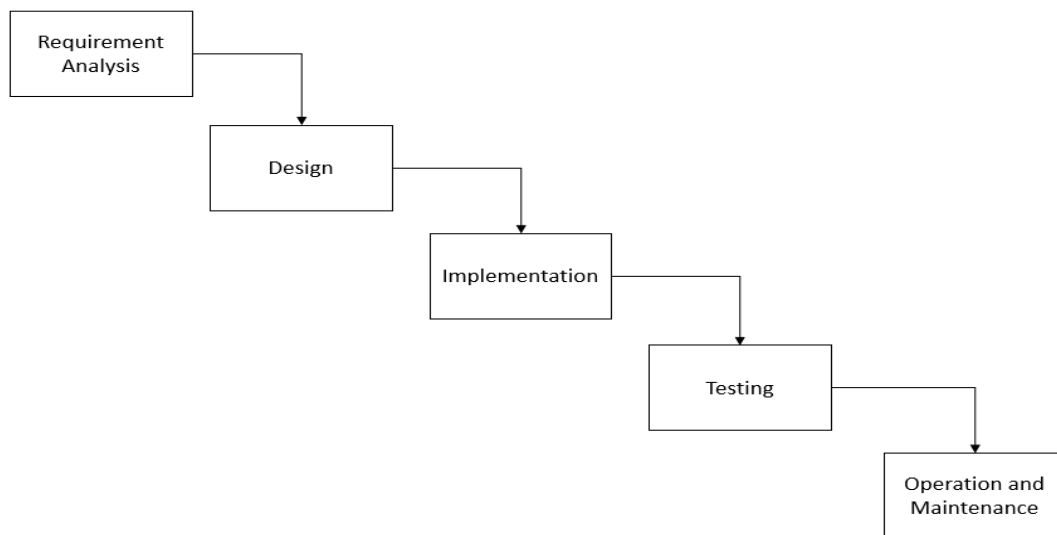 Requirement
Analysis
Design
Implementation
Testing
Operation and
Maintenance